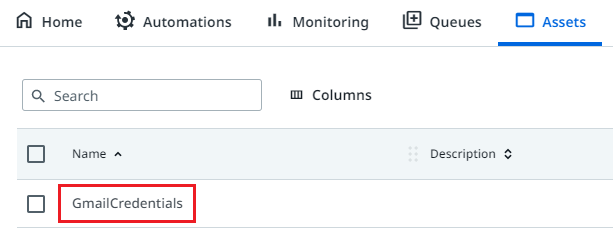 Home Automations Monitoring Queues Assets
Search Columns
Name Description
GmailCredentials